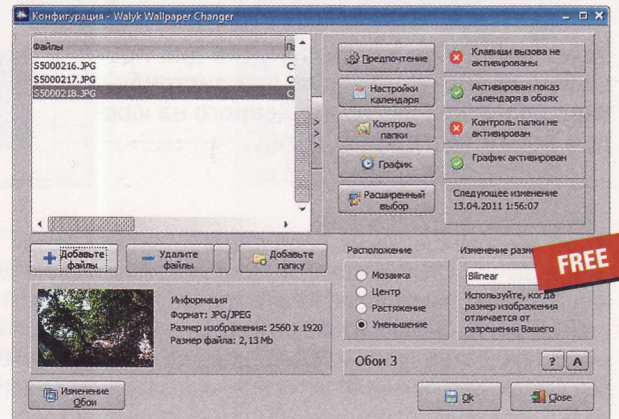 Конфигурация - Walyk Wallpaper Changer
Файлы
S5000216.JPG C
S5000217.JPG C
S5000218.JPG C
>
>
>
Предпочтение
Клавиши вызова не
активированы
Настройки
календаря
Активирован показ
календаря в обоях
Контроль
папки
Контроль папки не
активирован
График
График активирован
Расширенный
выбор
Следующее изменение
13.04.2011 1:56:07
Добавьте
файлы
Удалите
файлы
Добавьте
папку
Расположение
Мозаика
Центр
Растяжение
Уменьшение
Изменение
Bilinear
Используйте, когда
размер изображения
отличается от
разрешения Вашего
FREE
Информация
Формат: JPG/JPEG
Размер изображения: 2560 x 1920
Размер файла: 2,13 Mb
Обои 3
? A
Изменение
Обои
Ok
Close